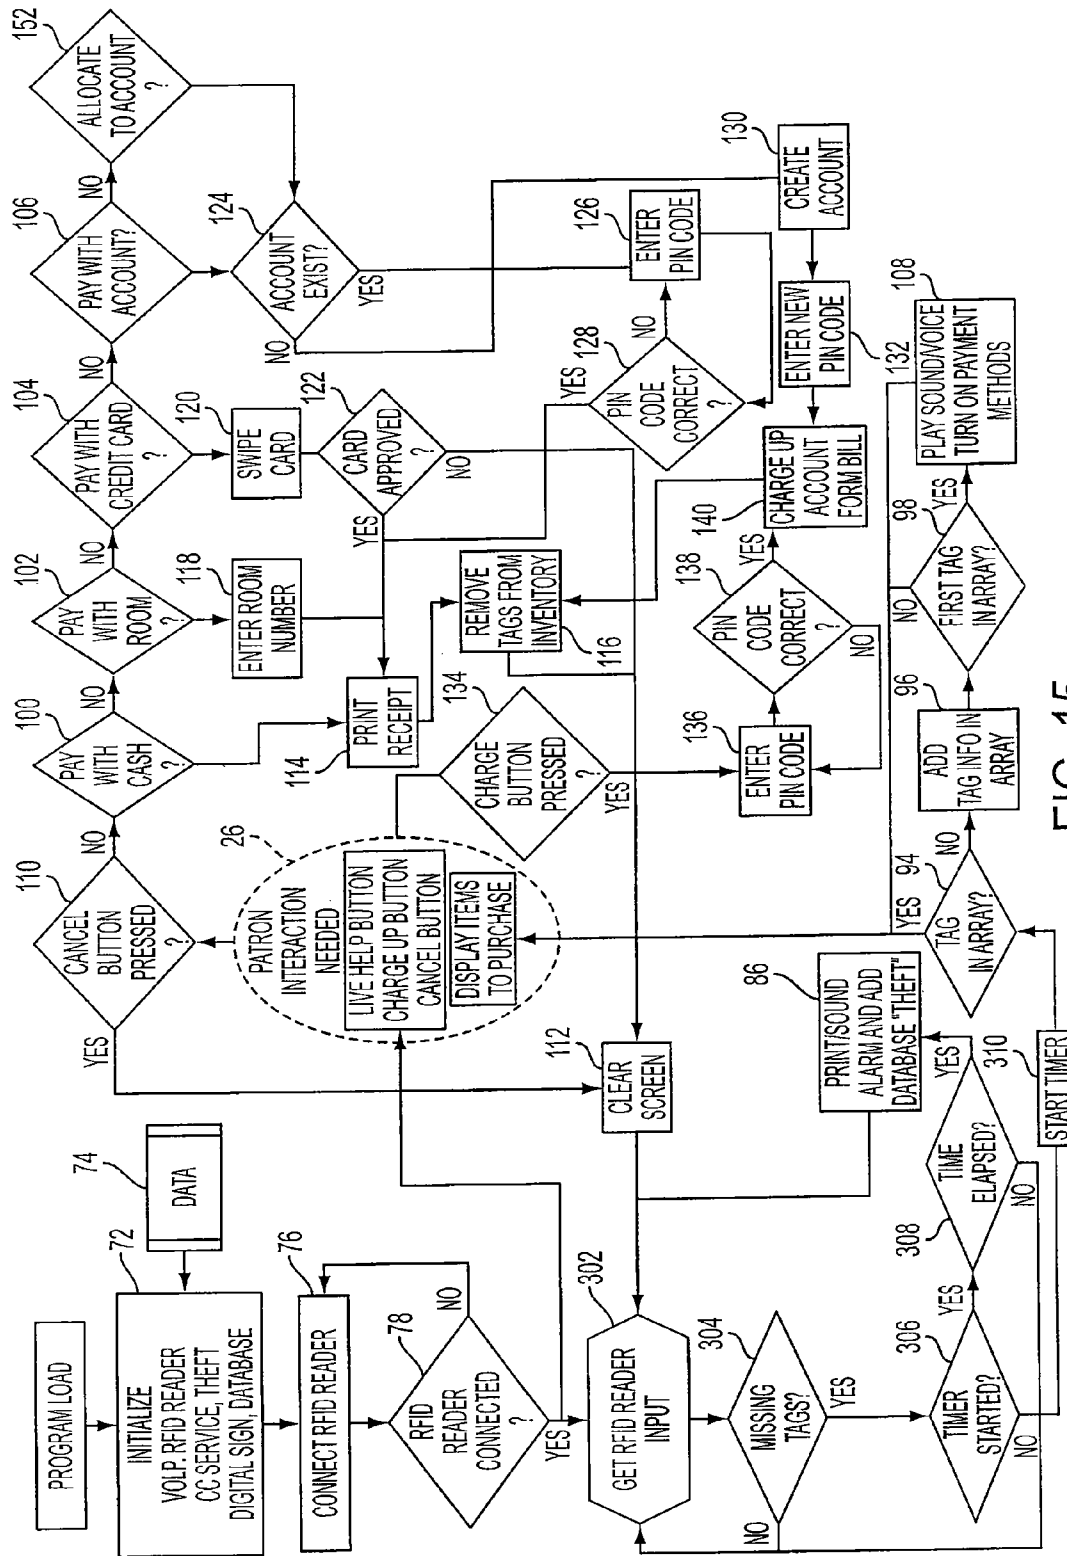 PROGRAM LOAD
72
INITIALIZE
VOLP. RFID READER
CC SERVICE, THEFT
DIGITAL SIGN, DATABASE
74
DATA
76
CONNECT RFID READER
78
RFID
READER
CONNECTED
?
NO
YES
302
GET RFID READER
INPUT
304
MISSING
TAGS?
NO
YES
306
TIMER
STARTED?
NO
YES
308
TIME
ELAPSED?
NO
YES
310
START TIMER
86
PRINT/SOUND
ALARM AND ADD
DATABASE "THEFT"
112
CLEAR
SCREEN
110
CANCEL
BUTTON
PRESSED
?
YES
NO
26
PATRON
INTERACTION
NEEDED
LIVE HELP BUTTON
CHARGE UP BUTTON
CANCEL BUTTON
DISPLAY ITEMS
TO PURCHASE
94
TAG
IN ARRAY?
YES
NO
96
ADD
TAG INFO IN
ARRAY
98
FIRST TAG
IN ARRAY?
NO
YES
108
PLAY SOUND/VOICE
TURN ON PAYMENT
METHODS
100
PAY
WITH
CASH
?
NO
102
PAY
WITH
ROOM
?
NO
104
PAY WITH
CREDIT CARD
?
NO
106
PAY WITH
ACCOUNT?
NO
152
ALLOCATE
TO ACCOUNT
?
114
PRINT
RECEIPT
118
ENTER ROOM
NUMBER
120
SWIPE
CARD
122
CARD
APPROVED
?
YES
NO
124
ACCOUNT
EXIST?
NO
YES
116
REMOVE
TAGS FROM
INVENTORY
134
CHARGE
BUTTON
PRESSED
?
YES
136
ENTER
PIN CODE
138
PIN
CODE
CORRECT
?
YES
NO
140
CHARGE UP
ACCOUNT
FORM BILL
128
PIN
CODE
CORRECT
?
YES
NO
126
ENTER
PIN CODE
130
CREATE
ACCOUNT
132
ENTER NEW
PIN CODE